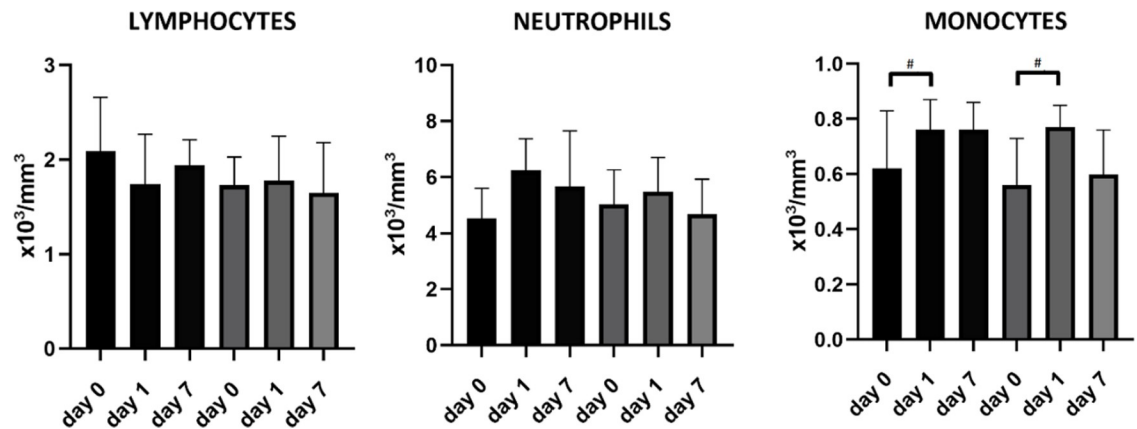 LYMPHOCYTES
x10³/mm³
3
2
1
0
day 0
day 1
day 7
day 0
day 1
day 7
NEUTROPHILS
x10³/mm³
10
8
6
4
2
0
day 0
day 1
day 7
day 0
day 1
day 7
MONOCYTES
x10³/mm³
1.0
0.8
0.6
0.4
0.2
0.0
#
#
day 0
day 1
day 7
day 0
day 1
day 7